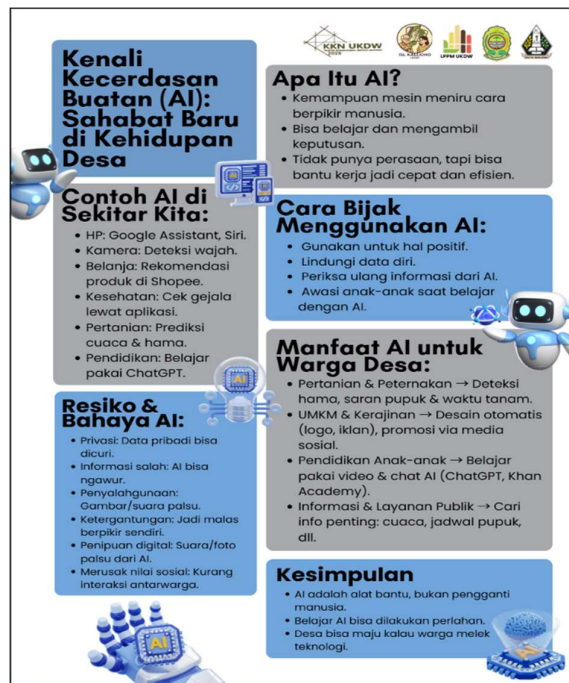 KKN UKDW
LPPM UKDW
Kenali
Kecerdasan
Buatan (AI):
Sahabat Baru
di Kehidupan
Desa
Apa Itu AI?
• Kemampuan mesin meniru cara
berpikir manusia.
• Bisa belajar dan mengambil
keputusan.
• Tidak punya perasaan, tapi bisa
bantu kerja jadi cepat dan efisien.
Contoh AI di
Sekitar Kita:
• HP: Google Assistant, Siri.
• Kamera: Deteksi wajah.
• Belanja: Rekomendasi
produk di Shopee.
• Kesehatan: Cek gejala
lewat aplikasi.
• Pertanian: Prediksi
cuaca & hama.
• Pendidikan: Belajar
pakai ChatGPT.
Cara Bijak
Menggunakan AI:
• Gunakan untuk hal positif.
• Lindungi data diri.
• Periksa ulang informasi dari AI.
• Awasi anak-anak saat belajar
dengan AI.
AI
Manfaat AI untuk
Warga Desa:
• Pertanian & Peternakan → Deteksi
hama, saran pupuk & waktu tanam.
• UMKM & Kerajinan → Desain otomatis
(logo, iklan), promosi via media
sosial.
• Pendidikan Anak-anak → Belajar
pakai video & chat AI (ChatGPT, Khan
Academy).
• Informasi & Layanan Publik → Cari
info penting: cuaca, jadwal pupuk,
dll.
Resiko &
Bahaya AI:
• Privasi: Data pribadi bisa
dicuri.
• Informasi salah: AI bisa
ngawur.
• Penyalahgunaan:
Gambar/suara palsu.
• Ketergantungan: Jadi malas
berpikir sendiri.
• Penipuan digital: Suara/foto
palsu dari AI.
• Merusak nilai sosial: Kurang
interaksi antarwarga.
AI
Kesimpulan
• AI adalah alat bantu, bukan pengganti
manusia.
• Belajar AI bisa dilakukan perlahan.
• Desa bisa maju kalau warga melek
teknologi.
AI